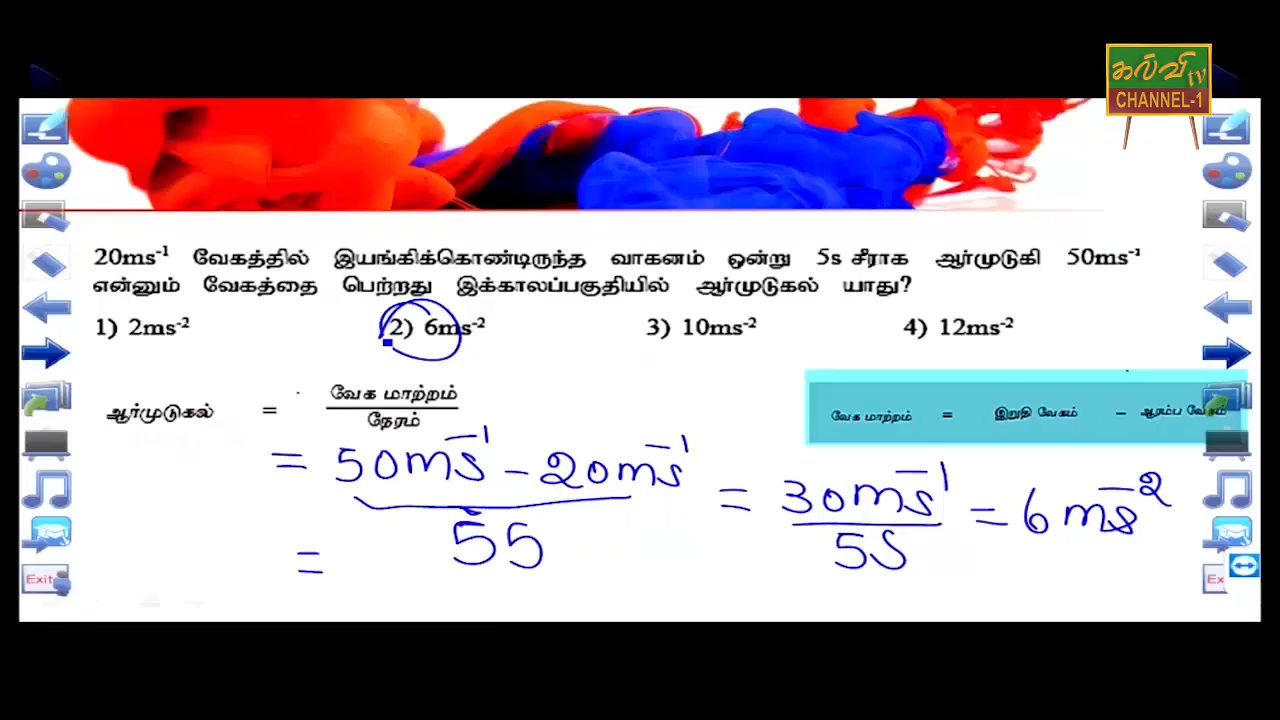 கல்வி tv
CHANNEL-1
20ms⁻¹ வேகத்தில் இயங்கிக்கொண்டிருந்த வாகனம் ஒன்று 5s சீராக ஆர்முடுகி 50ms⁻¹
என்னும் வேகத்தை பெற்றது இக்காலப்பகுதியில் ஆர்முடுகல் யாது?
1) 2ms⁻² 2) 6ms⁻² 3) 10ms⁻² 4) 12ms⁻²
ஆர்முடுகல் = வேக மாற்றம் / நேரம்
வேக மாற்றம் = இறுதி வேகம் – ஆரம்ப வேகம்
= 50ms⁻¹ – 20ms⁻¹ / 5s = 30ms⁻¹ / 5s = 6ms⁻²
=
Exit
Ex